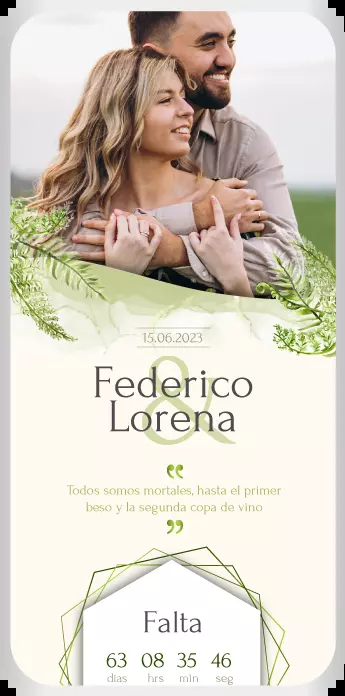 15.06.2023
&
Federico
Lorena
❝
Todos somos mortales, hasta el primer
beso y la segunda copa de vino
❞
Falta
63 08 35 46
dias hrs min seg